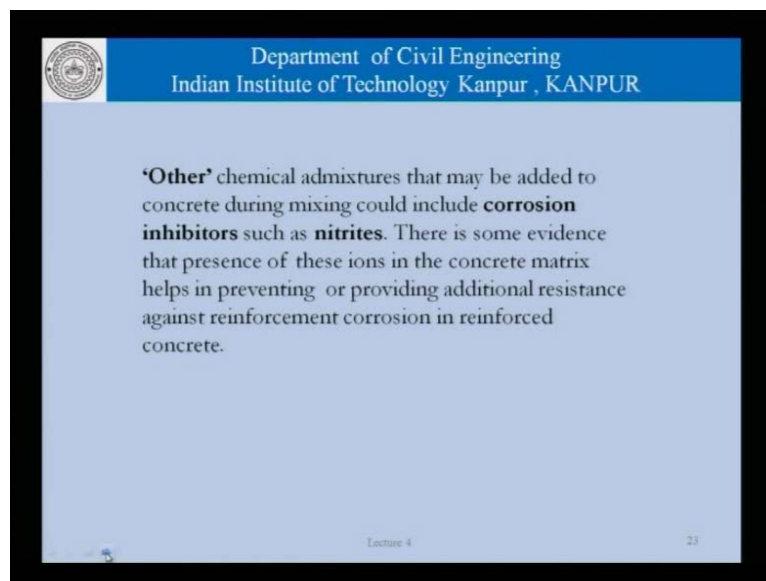 Department of Civil Engineering
Indian Institute of Technology Kanpur , KANPUR
‘Other’ chemical admixtures that may be added to
concrete during mixing could include corrosion
inhibitors such as nitrites. There is some evidence
that presence of these ions in the concrete matrix
helps in preventing or providing additional resistance
against reinforcement corrosion in reinforced
concrete.
Lecture 4
23